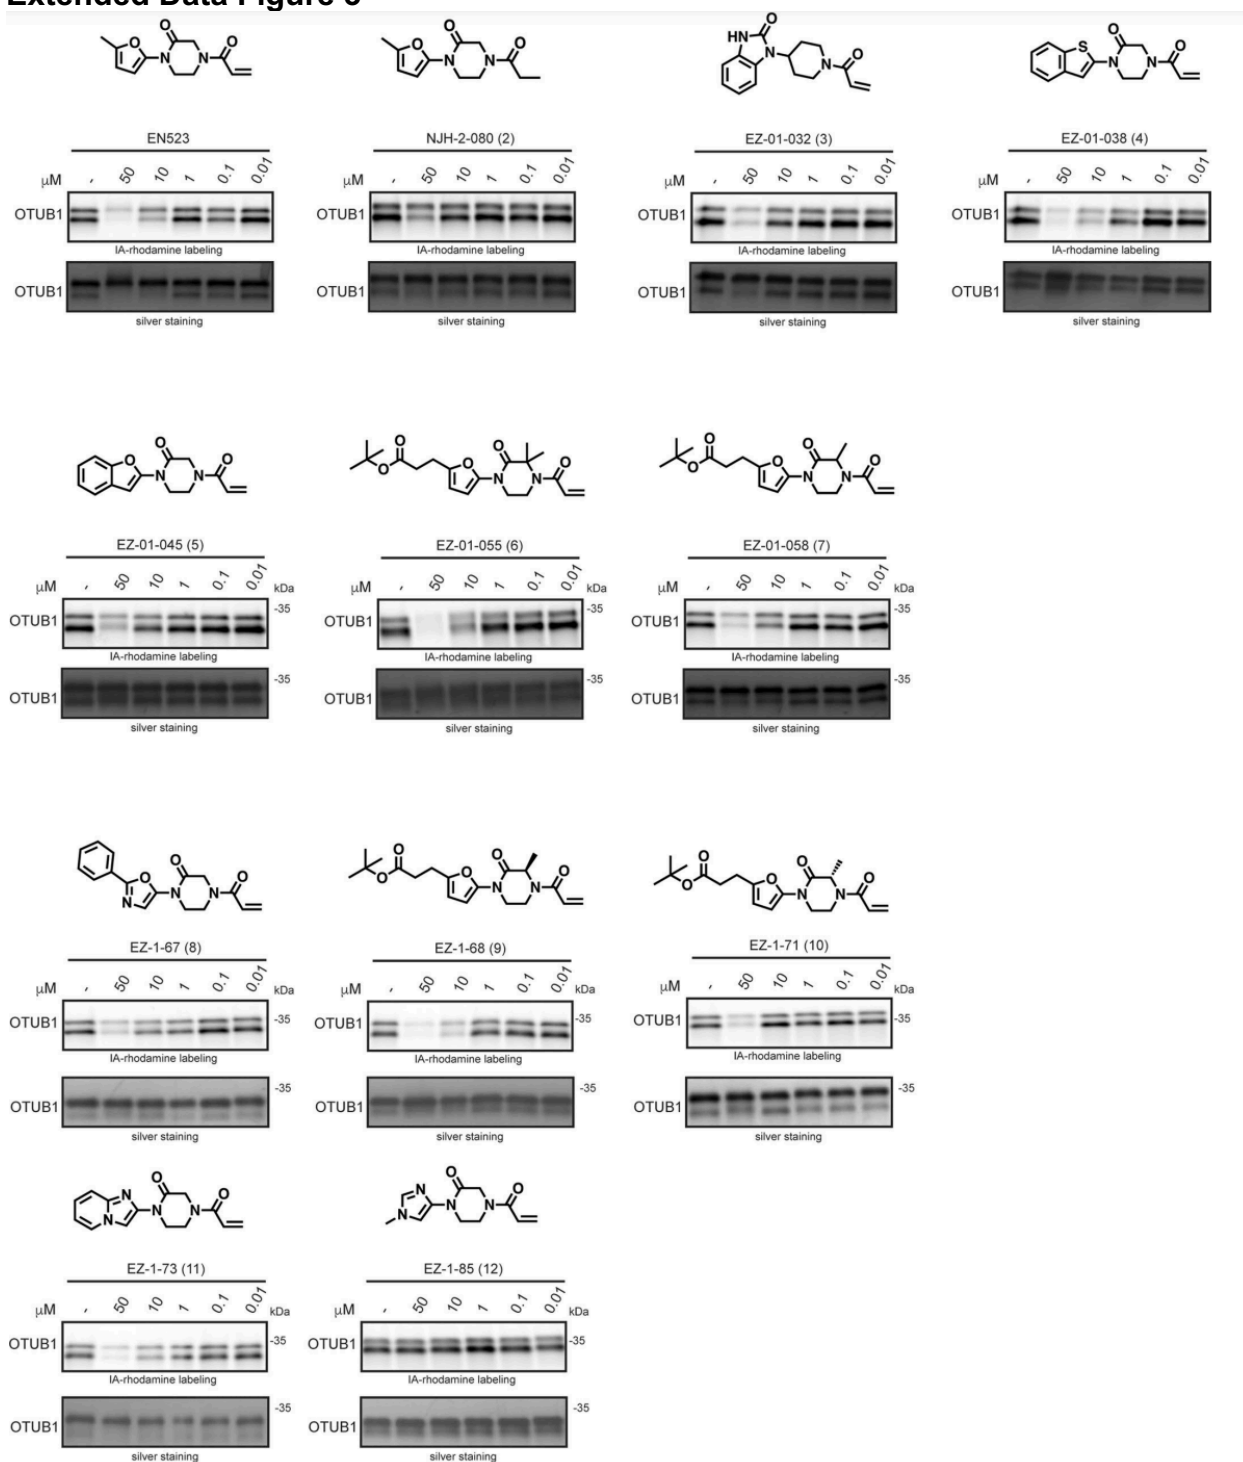 Extended Data Figure
EN523
μM - 50 10 1 0.1 0.01
OTUB1
IA-rhodamine labeling
OTUB1
silver staining
NJH-2-080 (2)
μM - 50 10 1 0.1 0.01
OTUB1
IA-rhodamine labeling
OTUB1
silver staining
EZ-01-032 (3)
μM - 50 10 1 0.1 0.01
OTUB1
IA-rhodamine labeling
OTUB1
silver staining
EZ-01-038 (4)
μM - 50 10 1 0.1 0.01
OTUB1
IA-rhodamine labeling
OTUB1
silver staining
EZ-01-045 (5)
μM - 50 10 1 0.1 0.01 kDa
OTUB1 -35
IA-rhodamine labeling
OTUB1 -35
silver staining
EZ-01-055 (6)
μM - 50 10 1 0.1 0.01 kDa
OTUB1 -35
IA-rhodamine labeling
OTUB1 -35
silver staining
EZ-01-058 (7)
μM - 50 10 1 0.1 0.01 kDa
OTUB1 -35
IA-rhodamine labeling
OTUB1 -35
silver staining
EZ-1-67 (8)
μM - 50 10 1 0.1 0.01 kDa
OTUB1 -35
IA-rhodamine labeling
OTUB1 -35
silver staining
EZ-1-68 (9)
μM - 50 10 1 0.1 0.01 kDa
OTUB1 -35
IA-rhodamine labeling
OTUB1 -35
silver staining
EZ-1-71 (10)
μM - 50 10 1 0.1 0.01 kDa
OTUB1 -35
IA-rhodamine labeling
OTUB1 -35
silver staining
EZ-1-73 (11)
μM - 50 10 1 0.1 0.01 kDa
OTUB1 -35
IA-rhodamine labeling
OTUB1 -35
silver staining
EZ-1-85 (12)
μM - 50 10 1 0.1 0.01 kDa
OTUB1 -35
IA-rhodamine labeling
OTUB1 -35
silver staining